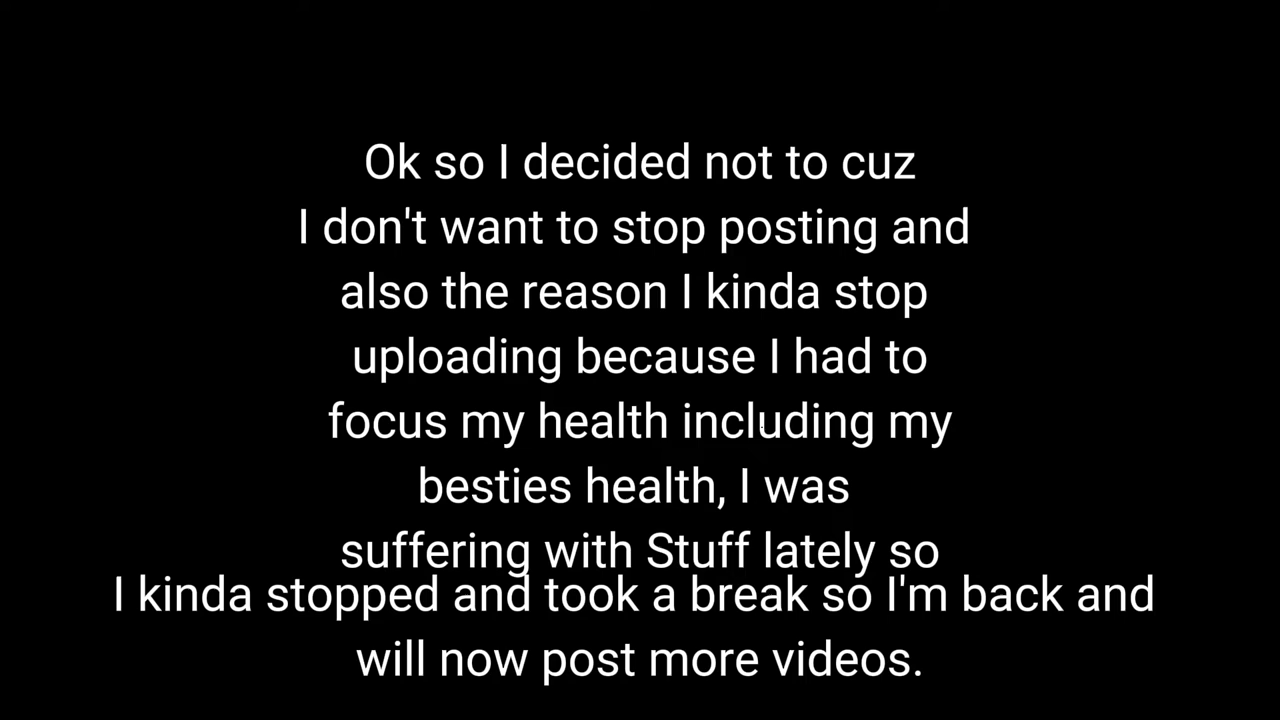 Ok so I decided not to cuz
I don't want to stop posting and
also the reason I kinda stop
uploading because I had to
focus my health including my
besties health, I was
suffering with Stuff lately so
I kinda stopped and took a break so I'm back and
will now post more videos.